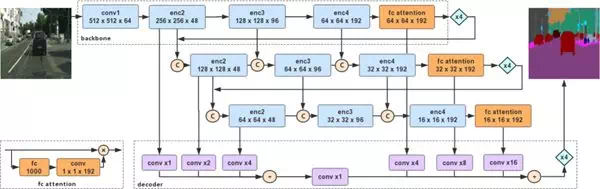 conv1
512 x 512 x 64
enc2
256 x 256 x 48
enc3
128 x 128 x 96
enc4
64 x 64 x 192
fc attention
64 x 64 x 192
x4
backbone
C
enc2
128 x 128 x 48
C
enc3
64 x 64 x 96
C
enc4
32 x 32 x 192
fc attention
32 x 32 x 192
x4
C
enc2
64 x 64 x 48
C
enc3
32 x 32 x 96
C
enc4
16 x 16 x 192
fc attention
16 x 16 x 192
fc
1000
conv
1 x 1 x 192
x
fc attention
conv x1
conv x2
conv x4
conv x4
conv x8
conv x16
x4
+
conv x1
+
decoder